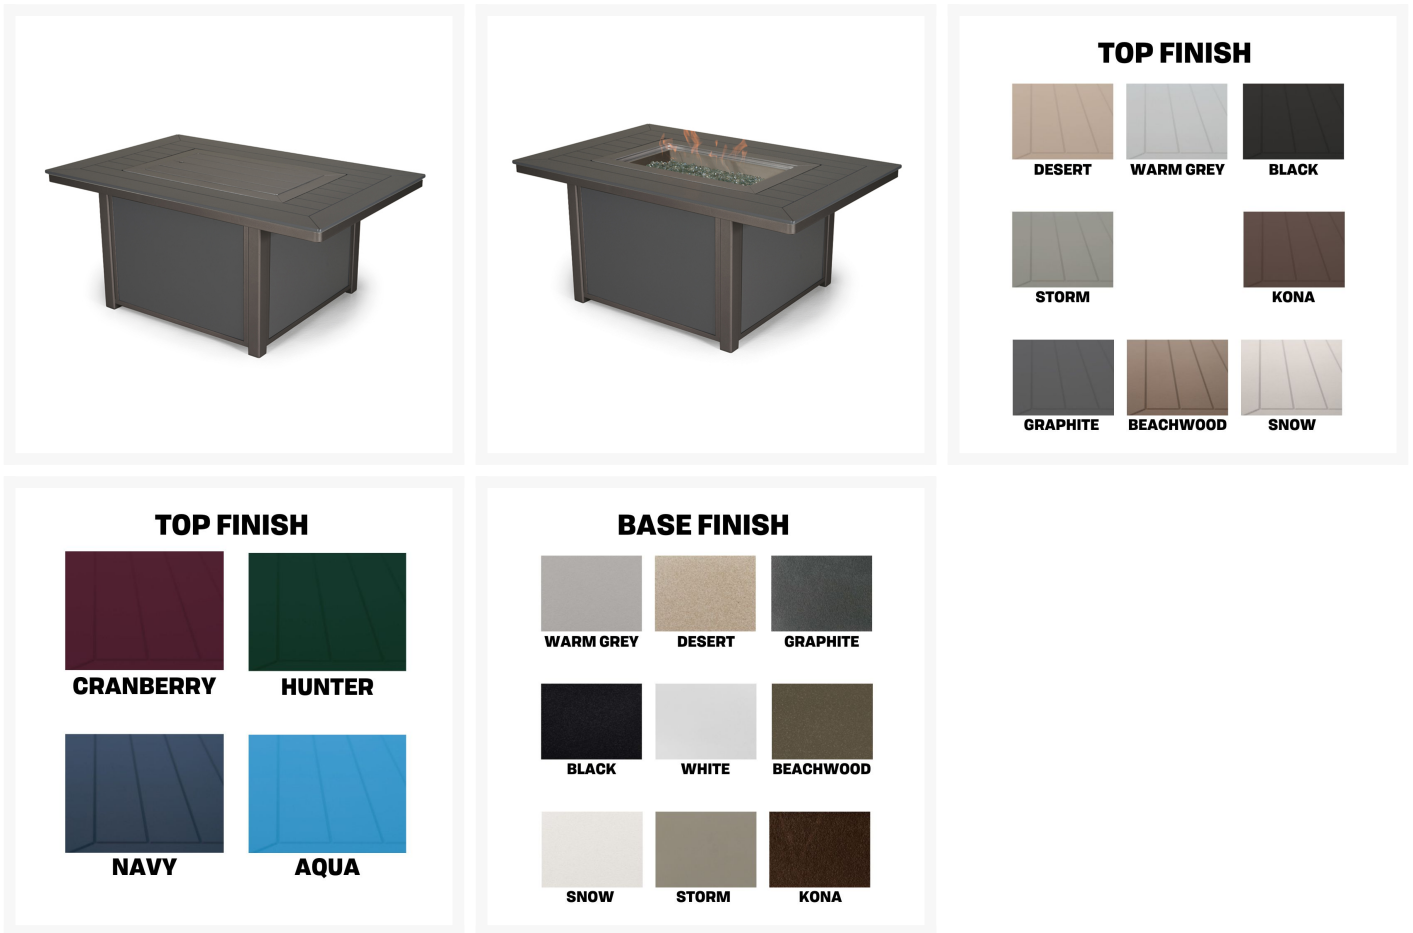 TOP FINISH
DESERT
WARM GREY
BLACK
STORM
KONA
GRAPHITE
BEACHWOOD
SNOW
TOP FINISH
CRANBERRY
HUNTER
NAVY
AQUA
BASE FINISH
WARM GREY
DESERT
GRAPHITE
BLACK
WHITE
BEACHWOOD
SNOW
STORM
KONA